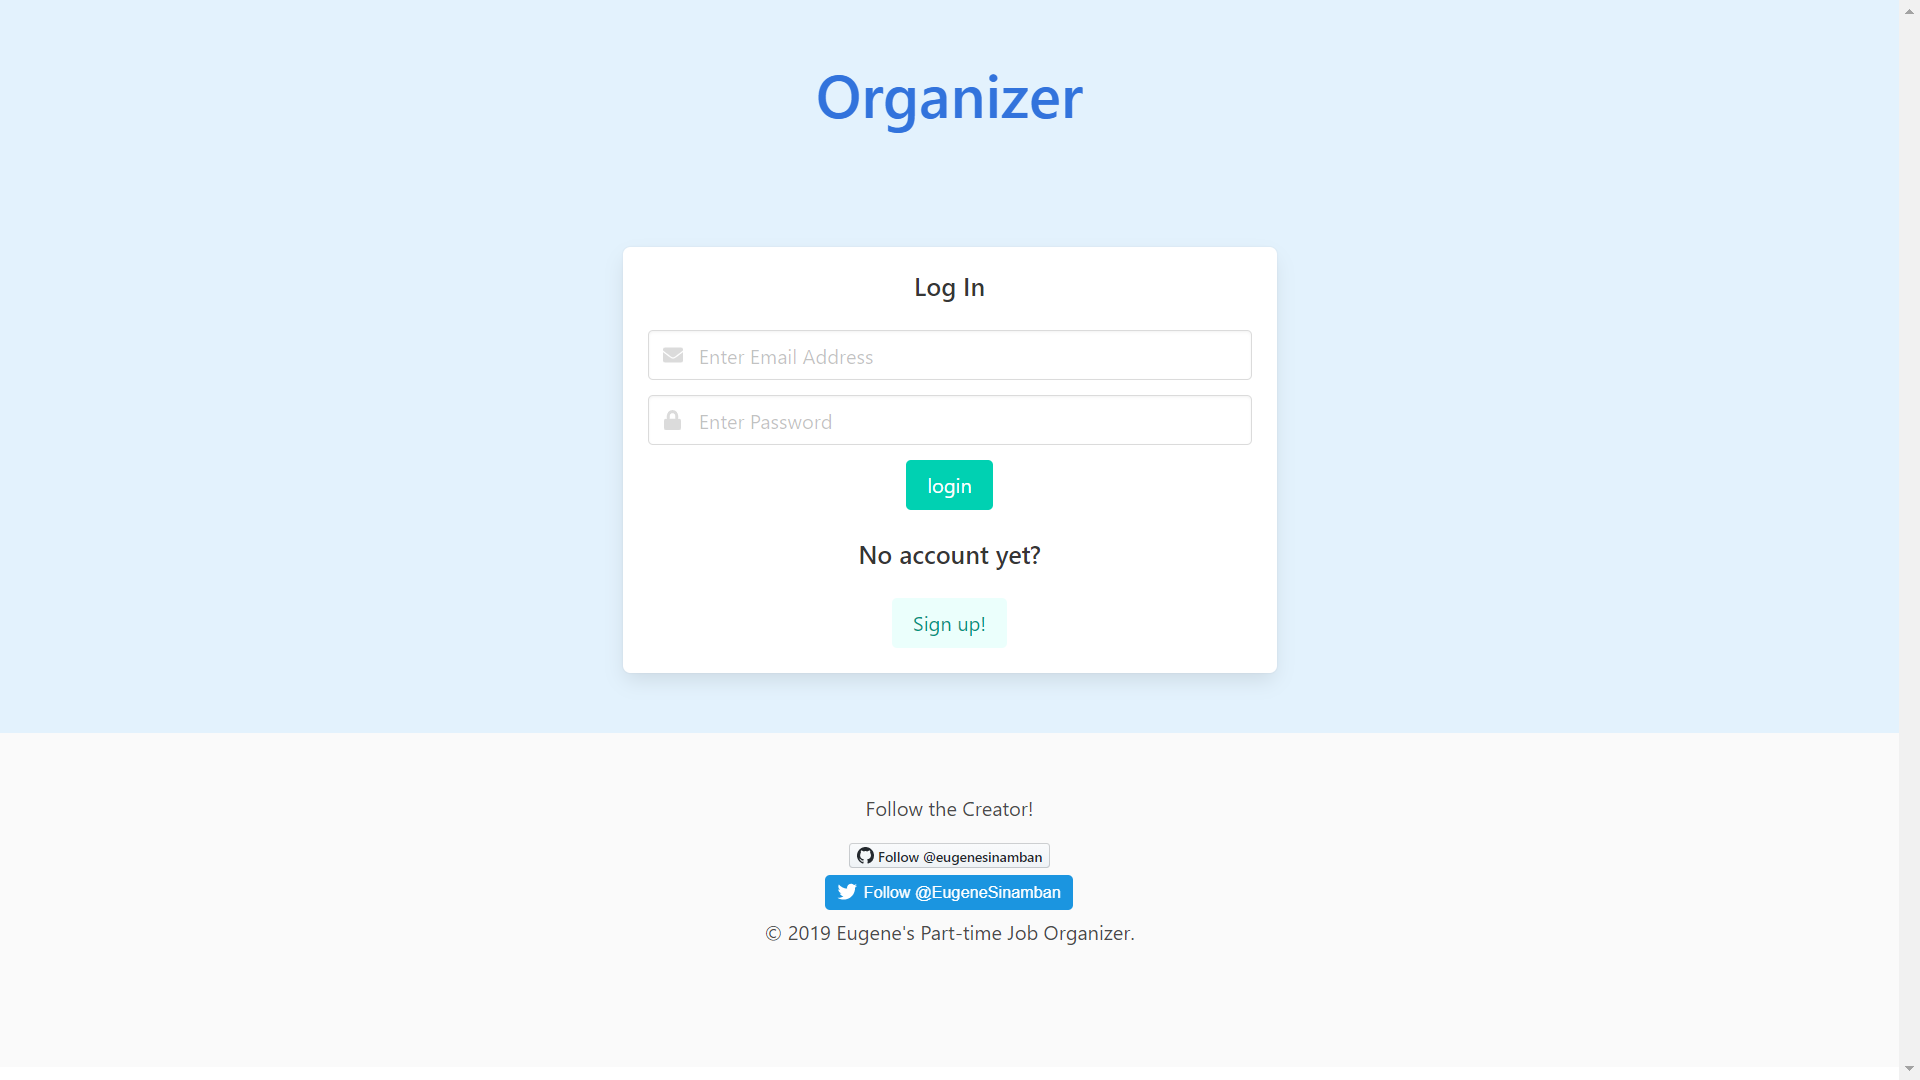 Organizer
Log In
Enter Email Address
Enter Password
login
No account yet?
Sign up!
Follow the Creator!
Follow @eugenesinamban
Follow @EugeneSinamban
© 2019 Eugene's Part-time Job Organizer.